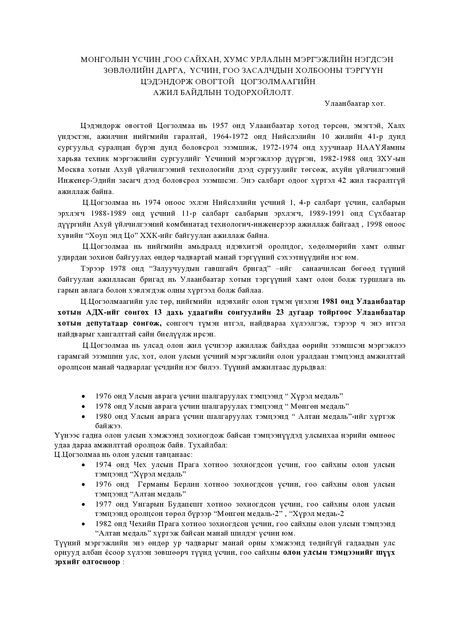 МОНГОЛЫН ҮСЧИН ,ГОО САЙХАН, ХУМС УРЛАЛЫН МЭРГЭЖЛИЙН НЭГДСЭН
ЗӨВЛӨЛИЙН ДАРГА, ҮСЧИН, ГОО ЗАСАЛЧДЫН ХОЛБООНЫ ТЭРГҮҮН
ЦЭДЭНДОРЖ ОВОГТОЙ ЦОГЗОЛМААГИЙН
АЖИЛ БАЙДЛЫН ТОДОРХОЙЛОЛТ.
Улаанбаатар хот.
Цэдэндорж овогтой Цогзолмаа нь 1957 онд Улаанбаатар хотод төрсөн, эмэгтэй, Халх
үндэстэн, ажилчин нийгмийн гаралтай, 1964-1972 онд Нийслэлийн 10 жилийн 41-р дунд
сургуульд суралцан бүрэн дунд боловсрол эзэмшиж, 1972-1974 онд хуучнаар НААҮЯамны
харьяа техник мэргэжлийн сургуулийг Үсчиний мэргэжлээр дүүргэн, 1982-1988 онд ЗХУ-ын
Москва хотын Ахуй үйлчилгээний технологийн дээд сургуулийг төгсөж, ахуйн үйлчилгээний
Инженер-Эдийн засагч дээд боловсрол эзэмшсэн. Энэ салбарт одоог хүртэл 42 жил тасралтгүй
ажиллаж байна.
Ц.Цогзолмаа нь 1974 оноос эхлэн Нийслэлийн үсчний 1, 4-р салбарт үсчин, салбарын
эрхлэгч 1988-1989 онд үсчний 11-р салбарт салбарын эрхлэгч, 1989-1991 онд Сүхбаатар
дүүргийн Ахуй үйлчилгээний комбинатад технологич-инженерээр ажиллаж байгаад , 1998 оноос
хувийн “Хоуп энд Цо” ХХК-ийг байгуулан ажиллаж байна.
Ц.Цогзолмаа нь нийгмийн амьдралд идэвхитэй оролцдог, хөдөлмөрийн хамт олныг
удирдан зохион байгуулах өндөр чадвартай манай тэргүүний сэхээтнүүдийн нэг юм.
Тэрээр 1978 онд “Залуучуудын гавшгайч бригад” –ийг санаачилсан бөгөөд түүний
байгуулан ажилласан бригад нь Улаанбаатар хотын тэргүүний хамт олон болж туршлага нь
гарын авлага болон хэвлэгдэж олны хүртээл болж байлаа.
Ц.Цогзолмаагийн улс төр, нийгмийн идэвхийг олон түмэн үнэлэн 1981 онд Улаанбаатар
хотын АДХ-ийг сонгох 13 дахь удаагийн сонгуулийн 23 дугаар тойргоос Улаанбаатар
хотын депутатаар сонгож, сонгогч түмэн итгэл, найдвараа хүлээлгэж, тэрээр ч энэ итгэл
найдварыг хангалттай сайн биелүүлж ирсэн.
Ц.Цогзолмаа нь улсад олон жил үсчнээр ажиллаж байхдаа өөрийн эзэмшсэн мэргэжлээ
гарамгай эзэмшин улс, хот, олон улсын үсчний мэргэжлийн олон уралдаан тэмцээнд амжилттай
оролцсон манай чадварлаг үсчдийн нэг билээ. Түүний амжилтаас дурьдвал:
• 1976 онд Улсын аврага үсчин шалгаруулах тэмцээнд “ Хүрэл медаль”
• 1978 онд Улсын аврага үсчин шалгаруулах тэмцээнд “ Мөнгөн медаль”
• 1980 онд Улсын аврага үсчин шалгаруулах тэмцээнд “ Алтан медаль”-ийг хүртэж
байжээ.
Үүнээс гадна олон улсын хэмжээнд зохиогдож байсан тэмцээнүүдэд улсынхаа нэрийн өмнөөс
удаа дараа амжилттай оролцож байв. Тухайлбал:
Ц.Цогзолмаа нь олон улсын тавцанаас:
• 1974 онд Чех улсын Прага хотноо зохиогдсон үсчин, гоо сайхны олон улсын
тэмцээнд “Хүрэл медаль”
• 1976 онд Германы Берлин хотноо зохиогдсон үсчин, гоо сайхны олон улсын
тэмцээнд “Алтан медаль”
• 1977 онд Унгарын Будапешт хотноо зохиогдсон үсчин, гоо сайхны олон улсын
тэмцээнд оролцсон төрөл бүрээр “Мөнгөн медаль-2” , “Хүрэл медаь-2
• 1982 онд Чехийн Прага хотноо зохиогдсон үсчин, гоо сайхны олон улсын тэмцээнд
“Алтан медаль” хүртэж байсан манай шилдэг үсчин юм.
Түүний мэргэжлийн энэ өндөр ур чадварыг манай орны хэмжээнд төдийгүй гадаадын улс
орнууд албан ёсоор хүлээн зөвшөөрч түүнд үсчин, гоо сайхны олон улсын тэмцээнийг шүүх
эрхийг олгосноор :